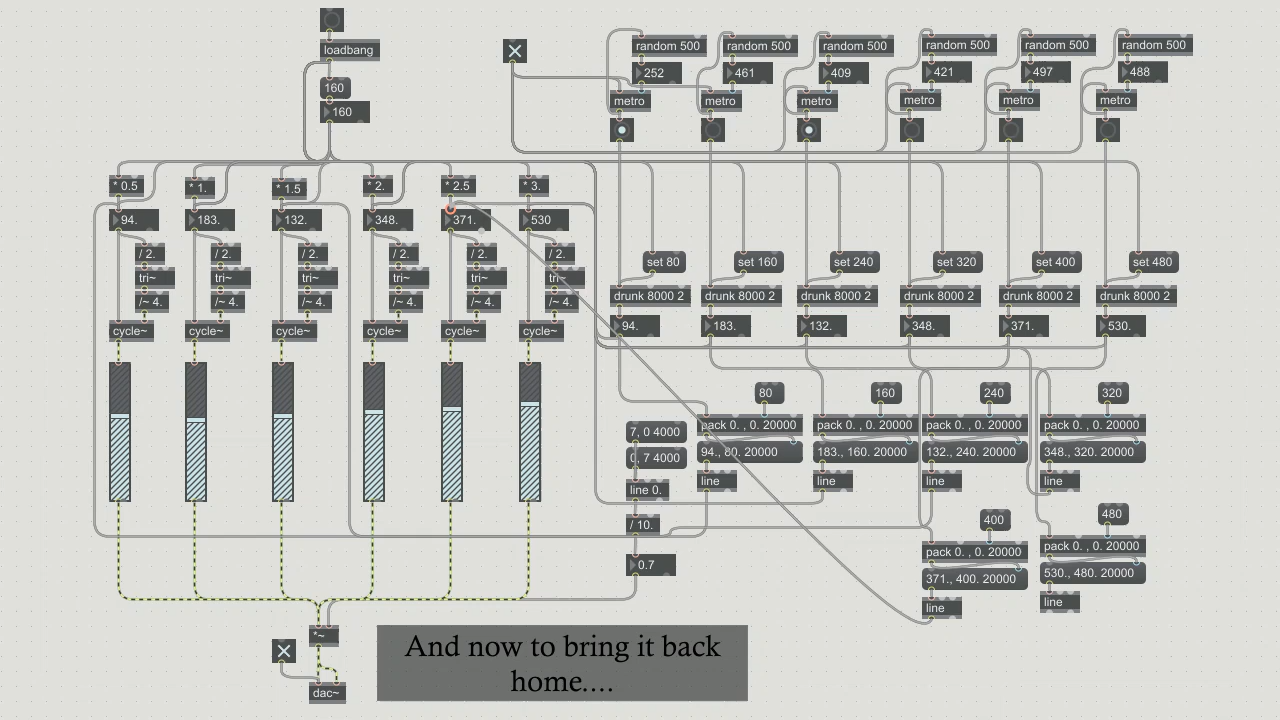 loadbang
160
160
random 500 random 500 random 500 random 500 random 500 random 500
252 461 409 421 497 488
metro metro metro metro metro metro
* 0.5 * 1. * 1.5 * 2. * 2.5 * 3.
94. 183. 132. 348. 371. 530
/ 2. / 2. / 2. / 2. / 2. / 2.
tri~ tri~ tri~ tri~ tri~ tri~
/~ 4. /~ 4. /~ 4. /~ 4. /~ 4. /~ 4.
cycle~ cycle~ cycle~ cycle~ cycle~ cycle~
set 80 set 160 set 240 set 320 set 400 set 480
drunk 8000 2 drunk 8000 2 drunk 8000 2 drunk 8000 2 drunk 8000 2 drunk 8000 2
94. 183. 132. 348. 371. 530.
80 160 240 320
pack 0. , 0. 20000 pack 0. , 0. 20000 pack 0. , 0. 20000 pack 0. , 0. 20000
94., 80. 20000 183., 160. 20000 132., 240. 20000 348., 320. 20000
line line line line
7, 0 4000
0, 7 4000
line 0.
/ 10.
0.7
400 480
pack 0. , 0. 20000 pack 0. , 0. 20000
371., 400. 20000 530., 480. 20000
line line
*~
dac~
And now to bring it back
home....